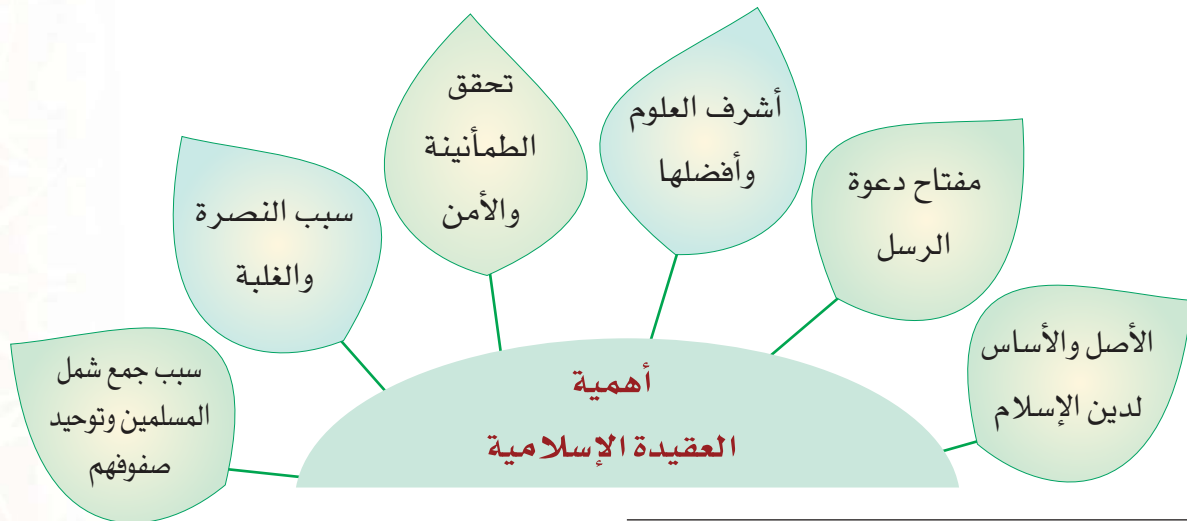 أهمية
العقيدة الإسلامية
الأصل والأساس
لدين الإسلام
مفتاح دعوة
الرسل
أشرف العلوم
وأفضلها
تحقق
الطمأنينة
والأمن
سبب النصرة
والغلبة
سبب جمع شمل
المسلمين وتوحيد
صفوفهم